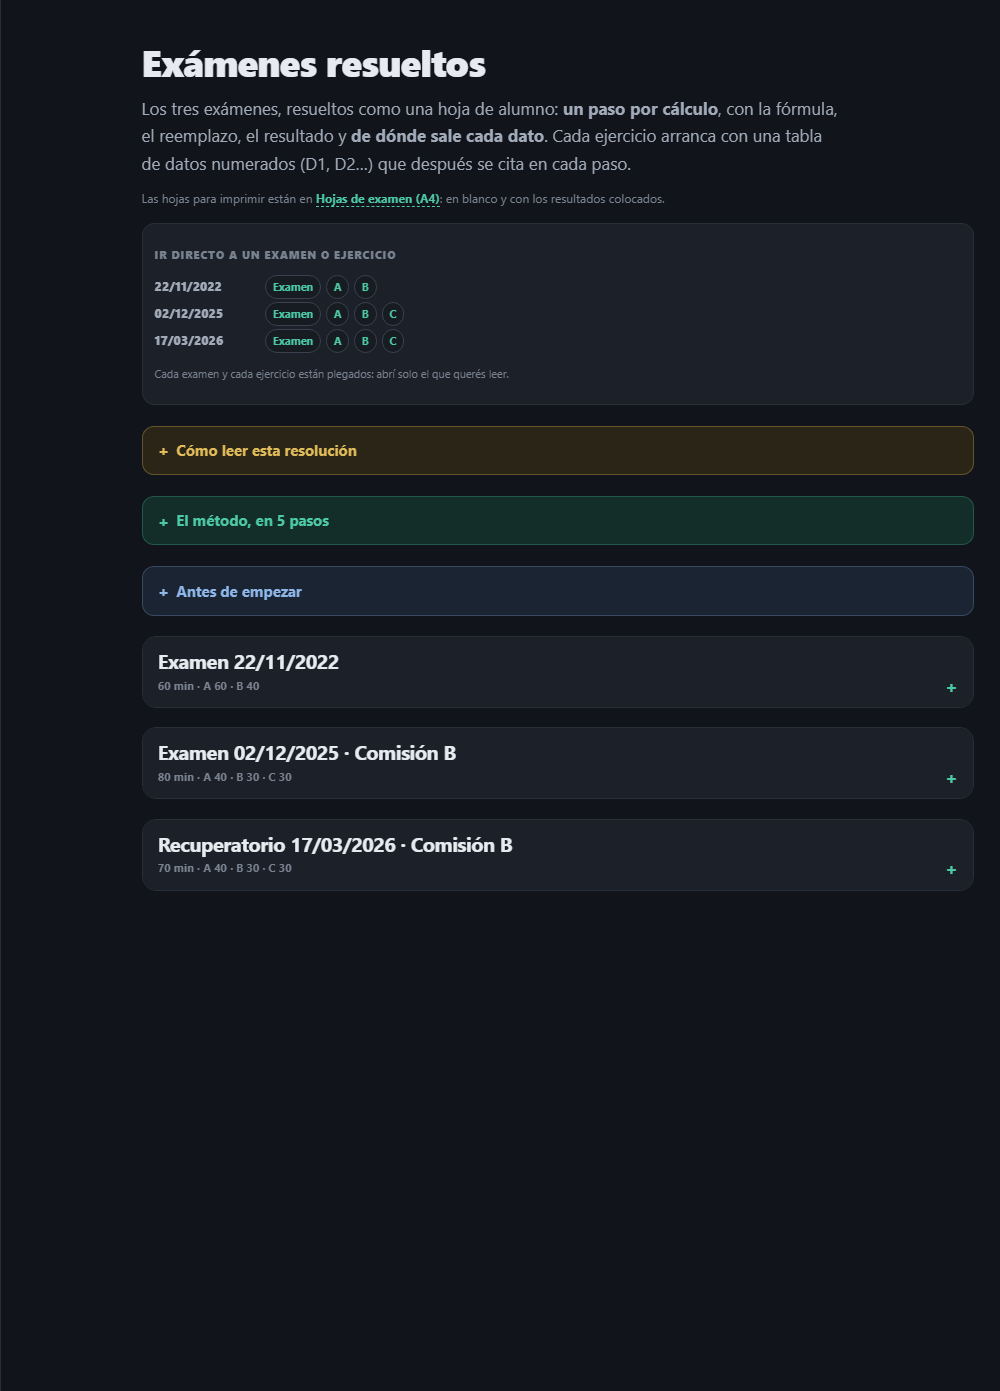 Exámenes resueltos
Los tres exámenes, resueltos como una hoja de alumno: un paso por cálculo, con la fórmula,
el reemplazo, el resultado y de dónde sale cada dato. Cada ejercicio arranca con una tabla
de datos numerados (D1, D2...) que después se cita en cada paso.
Las hojas para imprimir están en Hojas de examen (A4): en blanco y con los resultados colocados.
IR DIRECTO A UN EXAMEN O EJERCICIO
22/11/2022 Examen A B
02/12/2025 Examen A B C
17/03/2026 Examen A B C
Cada examen y cada ejercicio están plegados: abrí solo el que querés leer.
+ Cómo leer esta resolución
+ El método, en 5 pasos
+ Antes de empezar
Examen 22/11/2022
60 min · A 60 · B 40
+
Examen 02/12/2025 · Comisión B
80 min · A 40 · B 30 · C 30
+
Recuperatorio 17/03/2026 · Comisión B
70 min · A 40 · B 30 · C 30
+